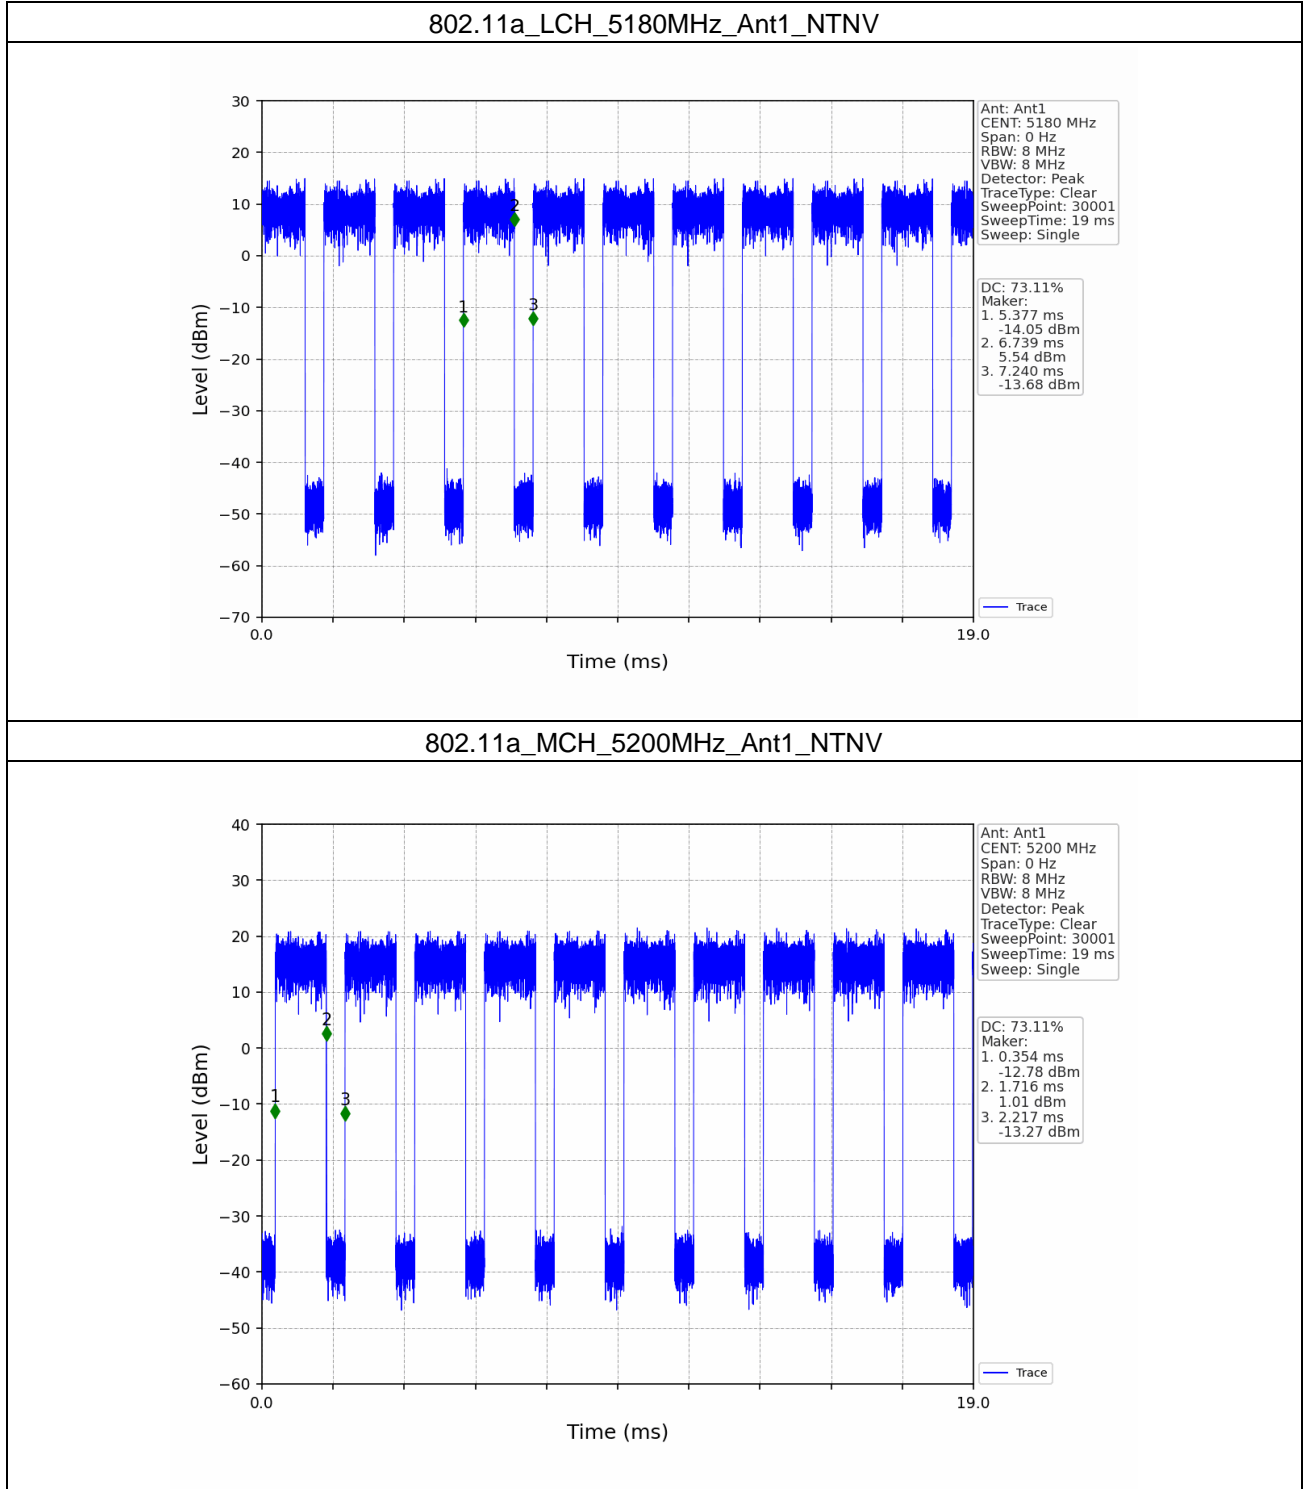 802.11a_LCH_5180MHz_Ant1_NTNV
30
20
10
0
−10
−20
−30
−40
−50
−60
−70
Level (dBm)
1
2
3
0.0
19.0
Time (ms)
Ant: Ant1
CENT: 5180 MHz
Span: 0 Hz
RBW: 8 MHz
VBW: 8 MHz
Detector: Peak
TraceType: Clear
SweepPoint: 30001
SweepTime: 19 ms
Sweep: Single
DC: 73.11%
Maker:
1. 5.377 ms
-14.05 dBm
2. 6.739 ms
5.54 dBm
3. 7.240 ms
-13.68 dBm
Trace
802.11a_MCH_5200MHz_Ant1_NTNV
40
30
20
10
0
−10
−20
−30
−40
−50
−60
Level (dBm)
1
2
3
0.0
19.0
Time (ms)
Ant: Ant1
CENT: 5200 MHz
Span: 0 Hz
RBW: 8 MHz
VBW: 8 MHz
Detector: Peak
TraceType: Clear
SweepPoint: 30001
SweepTime: 19 ms
Sweep: Single
DC: 73.11%
Maker:
1. 0.354 ms
-12.78 dBm
2. 1.716 ms
1.01 dBm
3. 2.217 ms
-13.27 dBm
Trace